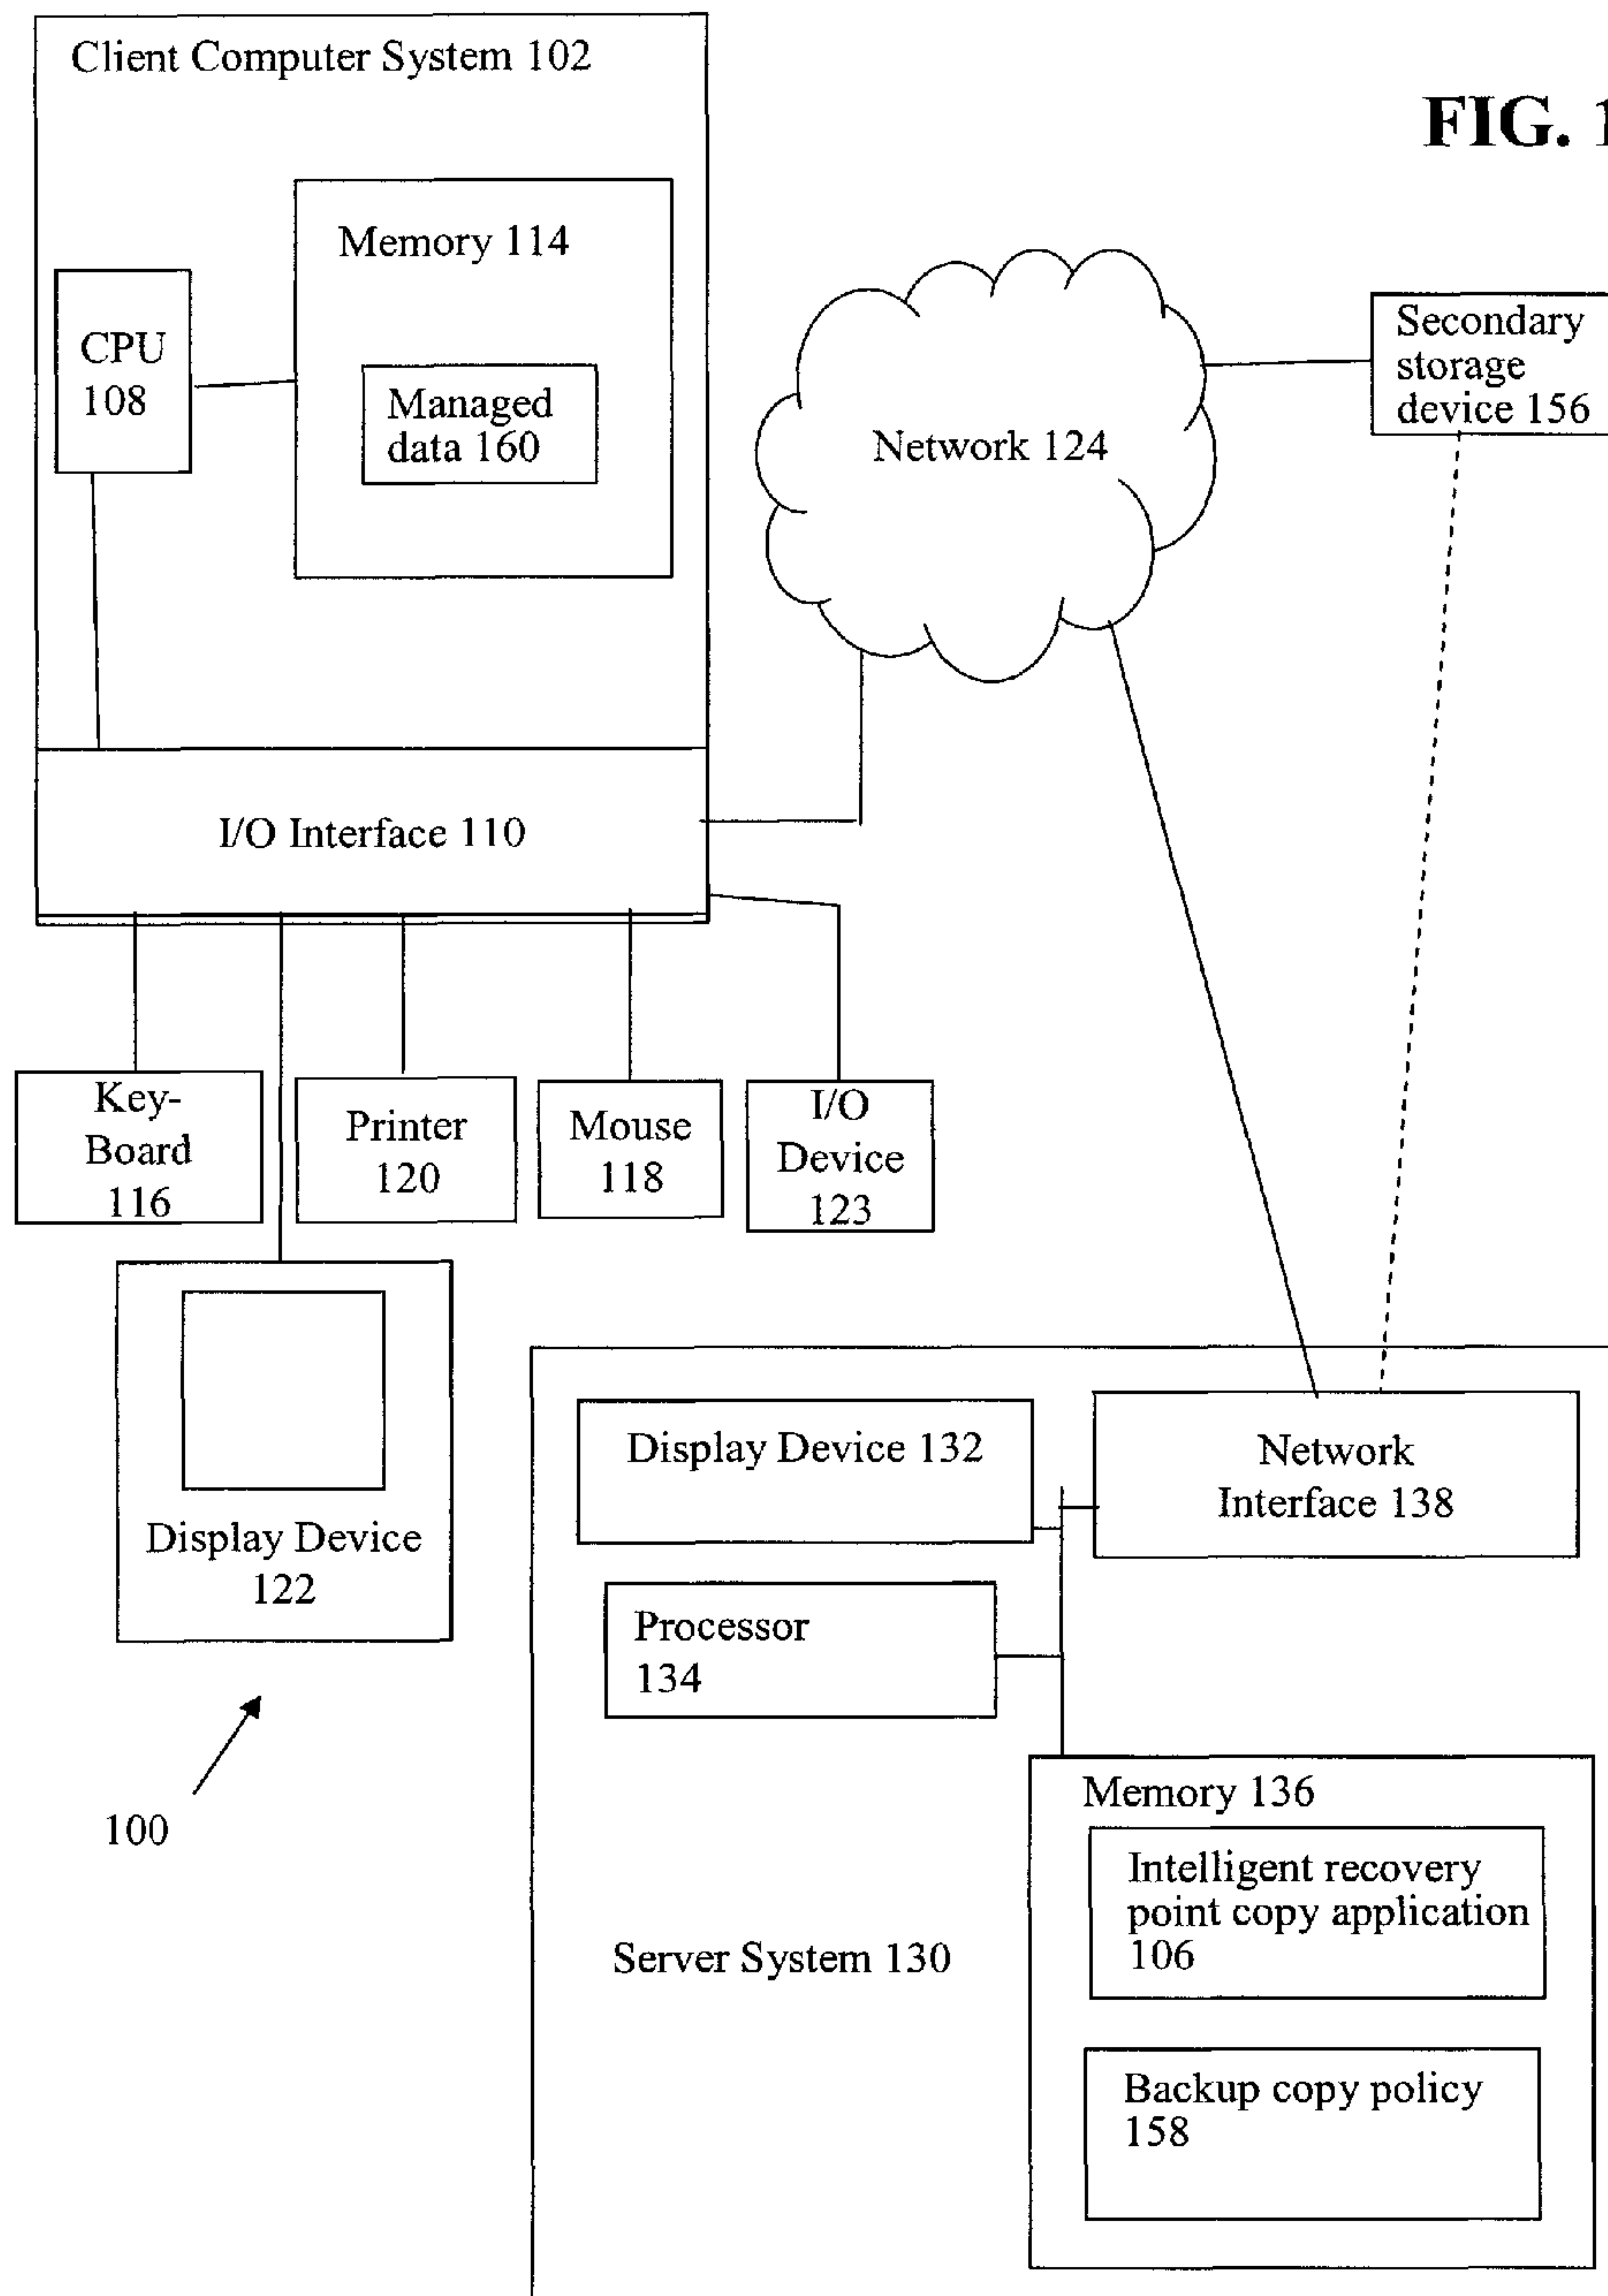 Client Computer System 102
FIG. 1
Memory 114
CPU
108
Managed
data 160
Network 124
Secondary
storage
device 156
I/O Interface 110
Key-
Board
116
Printer
120
Mouse
118
I/O
Device
123
Display Device
122
100
Display Device 132
Network
Interface 138
Processor
134
Memory 136
Intelligent recovery
point copy application
106
Server System 130
Backup copy policy
158